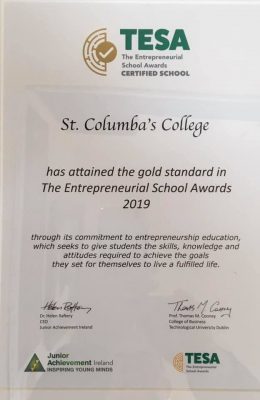 TESA
The Entrepreneurial
School Awards
CERTIFIED SCHOOL
St. Columba's College
has attained the gold standard in
The Entrepreneurial School Awards
2019
through its commitment to entrepreneurship education,
which seeks to give students the skills, knowledge and
attitudes required to achieve the goals
they set for themselves to live a fulfilled life.
Helen Raftery
Dr. Helen Raftery
CEO
Junior Achievement Ireland
Thomas M. Cooney
Prof. Thomas M. Cooney
College of Business
Technological University Dublin
Junior
Achievement Ireland
INSPIRING YOUNG MINDS
TESA
The Entrepreneurial
School Awards